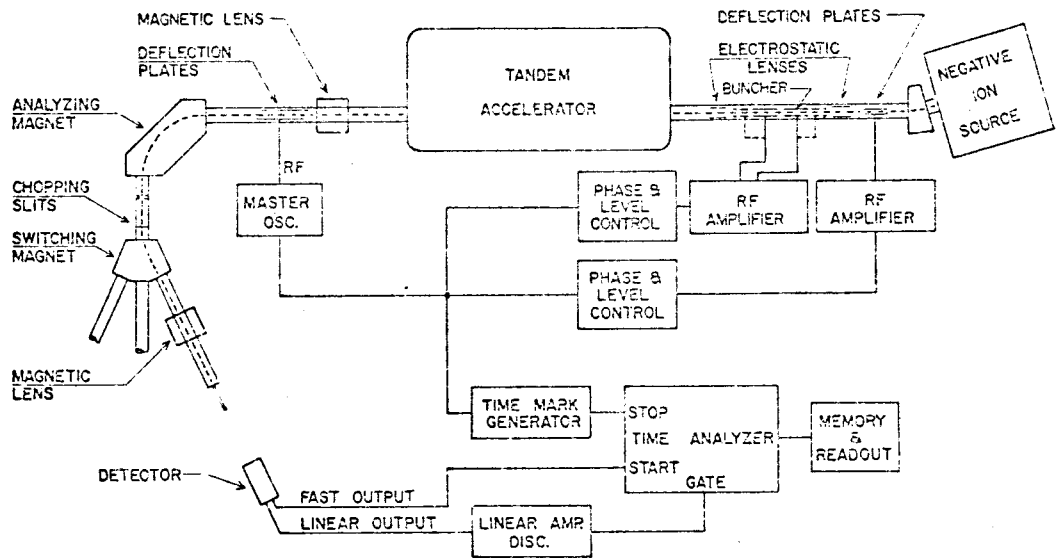 MAGNETIC LENS
DEFLECTION PLATES
DEFLECTION
PLATES
ELECTROSTATIC
LENSES
BUNCHER
TANDEM
ACCELERATOR
NEGATIVE
ION
SOURCE
ANALYZING
MAGNET
RF
MASTER
OSC.
PHASE &
LEVEL
CONTROL
RF
AMPLIFIER
RF
AMPLIFIER
CHOPPING
SLITS
SWITCHING
MAGNET
PHASE &
LEVEL
CONTROL
MAGNETIC
LENS
TIME MARK
GENERATOR
STOP
TIME ANALYZER
START
GATE
MEMORY
&
READOUT
DETECTOR
FAST OUTPUT
LINEAR OUTPUT
LINEAR AMP.
DISC.